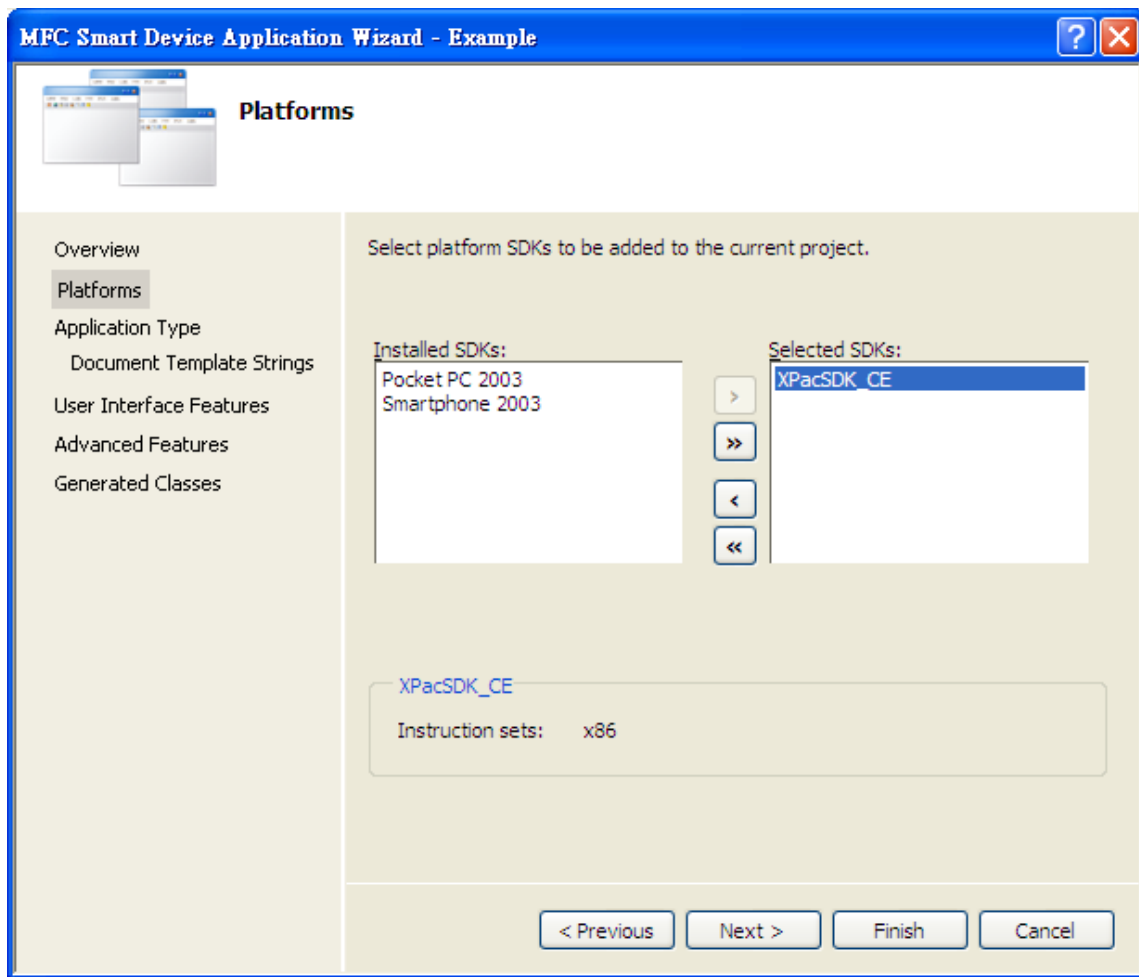 MFC Smart Device Application Wizard - Example
Platforms
Overview
Platforms
Application Type
Document Template Strings
User Interface Features
Advanced Features
Generated Classes
Select platform SDKs to be added to the current project.
Installed SDKs:
Pocket PC 2003
Smartphone 2003
>
>>
<
<<
Selected SDKs:
XPacSDK_CE
XPacSDK_CE
Instruction sets: x86
< Previous
Next >
Finish
Cancel